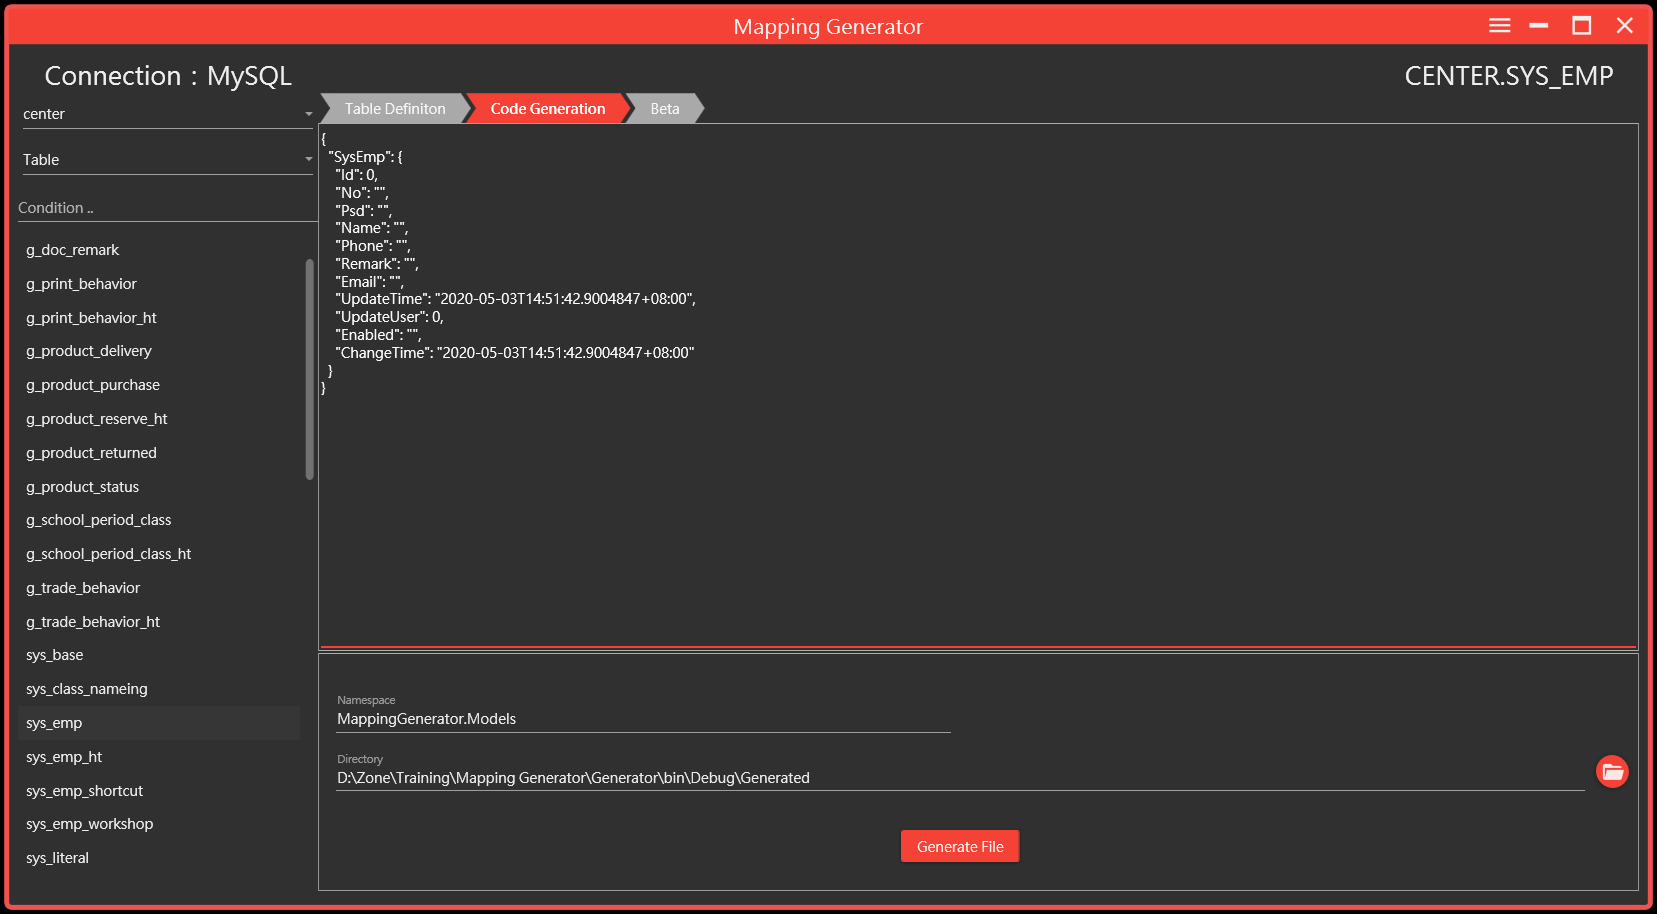 Mapping Generator
Connection : MySQL
CENTER.SYS_EMP
center
Table
Condition ..
g_doc_remark
g_print_behavior
g_print_behavior_ht
g_product_delivery
g_product_purchase
g_product_reserve_ht
g_product_returned
g_product_status
g_school_period_class
g_school_period_class_ht
g_trade_behavior
g_trade_behavior_ht
sys_base
sys_class_nameing
sys_emp
sys_emp_ht
sys_emp_shortcut
sys_emp_workshop
sys_literal
Table Definiton
Code Generation
Beta
{
"SysEmp": {
"Id": 0,
"No": "",
"Psd": "",
"Name": "",
"Phone": "",
"Remark": "",
"Email": "",
"UpdateTime": "2020-05-03T14:51:42.9004847+08:00",
"UpdateUser": 0,
"Enabled": "",
"ChangeTime": "2020-05-03T14:51:42.9004847+08:00"
}
}
Namespace
MappingGenerator.Models
Directory
D:\Zone\Training\Mapping Generator\Generator\bin\Debug\Generated
Generate File